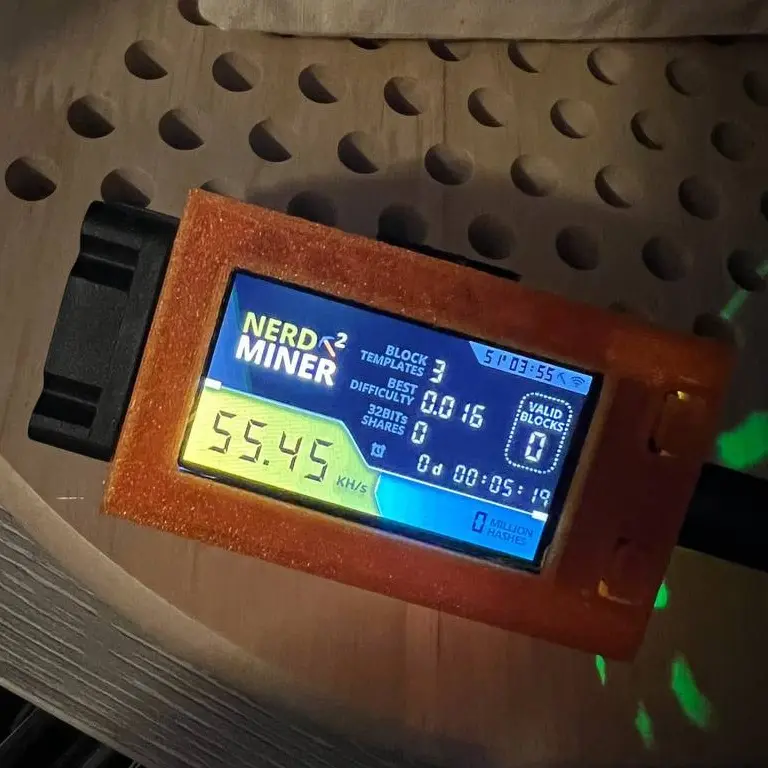 NERD 2
MINER
BLOCK
TEMPLATES 3
BEST
DIFFICULTY 0.016
32BITS
SHARES 0
51°03:55
VALID
BLOCKS
0
0d 00:05:19
55.45 KH/s
0 MILLION
HASHES